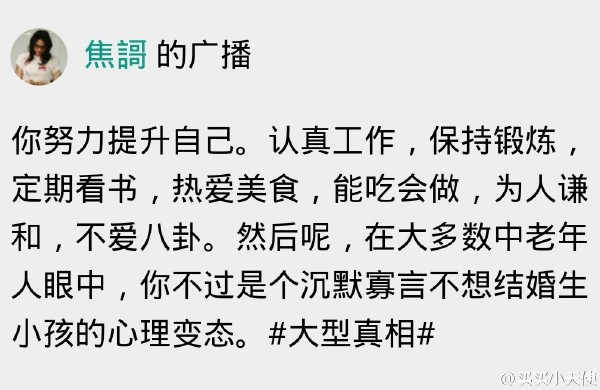 焦謌 的广播
你努力提升自己。认真工作，保持锻炼，
定期看书，热爱美食，能吃会做，为人谦
和，不爱八卦。然后呢，在大多数中老年
人眼中，你不过是个沉默寡言不想结婚生
小孩的心理变态。#大型真相#
@买买小天使